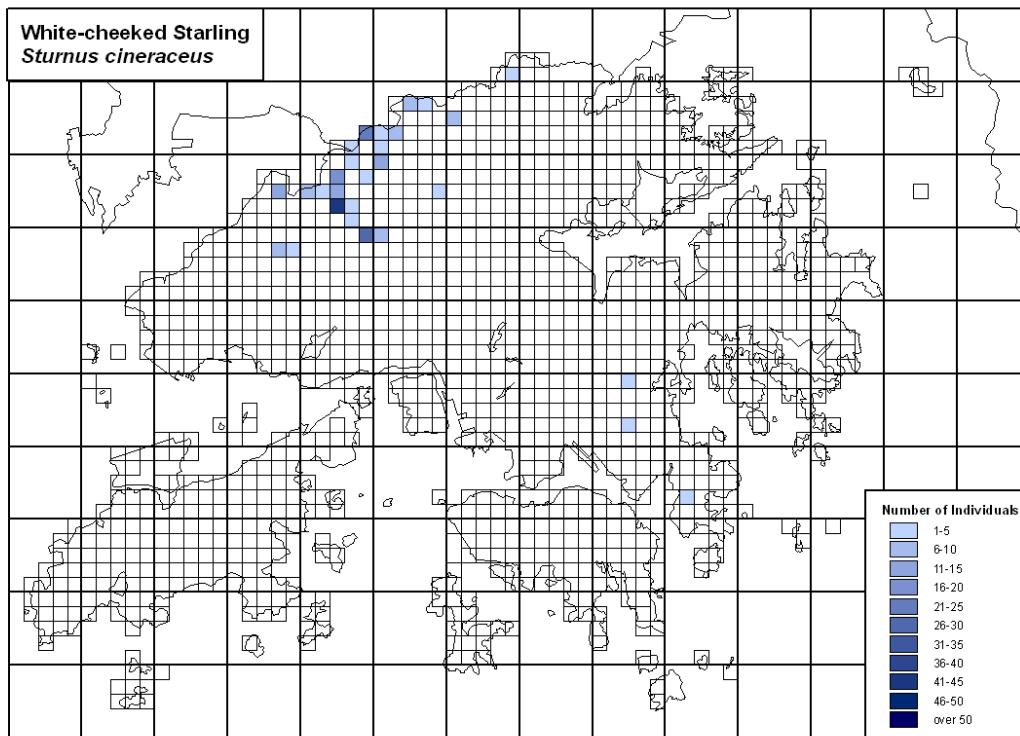 White-cheeked Starling
Sturnus cineraceus
Number of Individuals
1-5
6-10
11-15
16-20
21-25
26-30
31-35
36-40
41-45
46-50
over 50